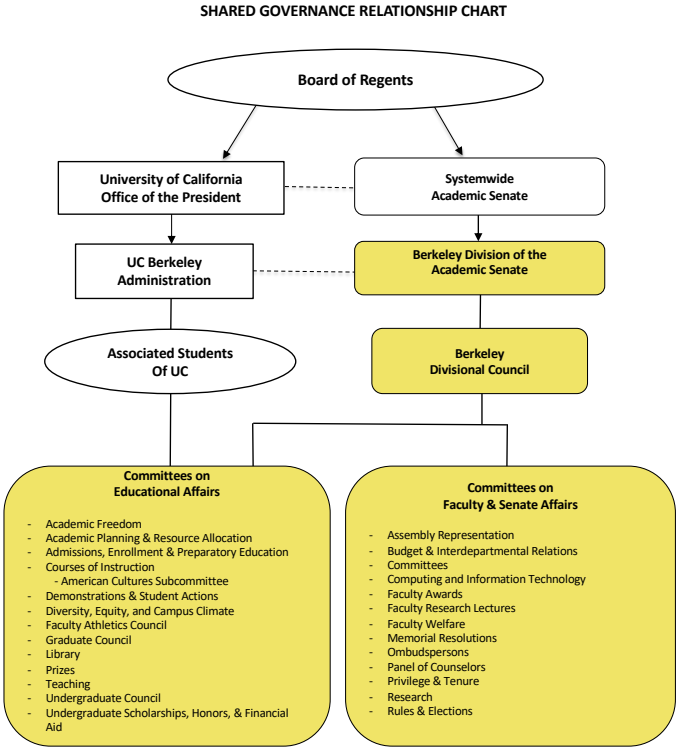 SHARED GOVERNANCE RELATIONSHIP CHART
Board of Regents
University of California
Office of the President
Systemwide
Academic Senate
UC Berkeley
Administration
Berkeley Division of the
Academic Senate
Associated Students
Of UC
Berkeley
Divisional Council
Committees on
Educational Affairs
- Academic Freedom
- Academic Planning & Resource Allocation
- Admissions, Enrollment & Preparatory Education
- Courses of Instruction
- American Cultures Subcommittee
- Demonstrations & Student Actions
- Diversity, Equity, and Campus Climate
- Faculty Athletics Council
- Graduate Council
- Library
- Prizes
- Teaching
- Undergraduate Council
- Undergraduate Scholarships, Honors, & Financial
Aid
Committees on
Faculty & Senate Affairs
- Assembly Representation
- Budget & Interdepartmental Relations
- Committees
- Computing and Information Technology
- Faculty Awards
- Faculty Research Lectures
- Faculty Welfare
- Memorial Resolutions
- Ombudspersons
- Panel of Counselors
- Privilege & Tenure
- Research
- Rules & Elections